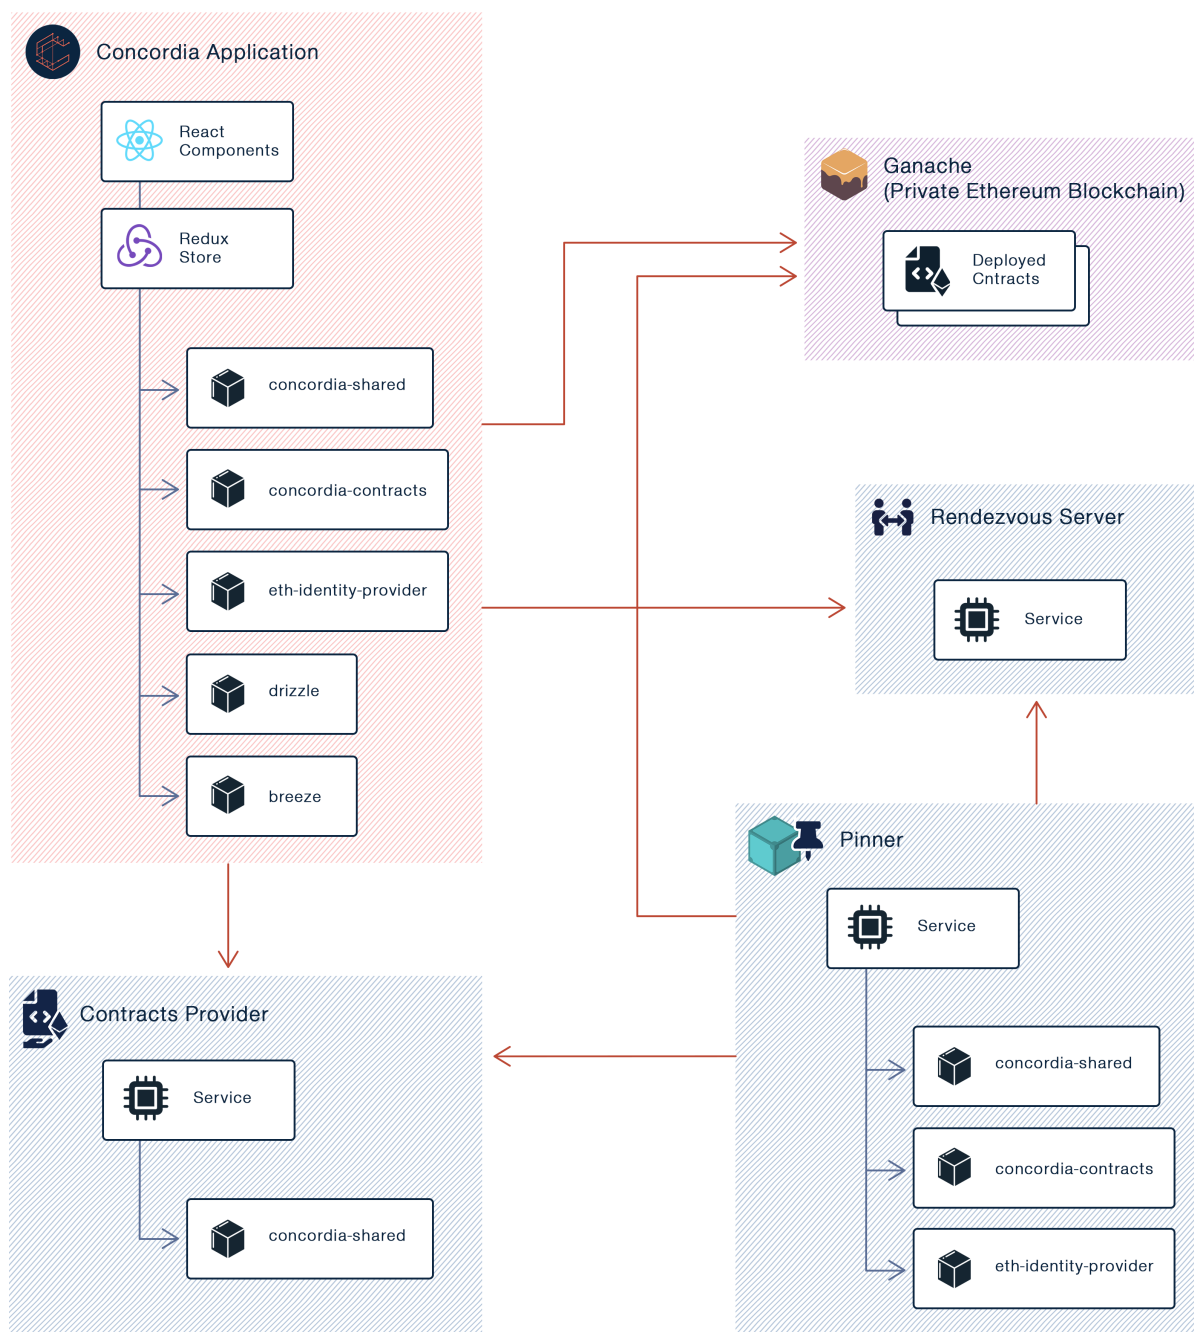 Concordia Application
React
Components
Redux
Store
concordia-shared
concordia-contracts
eth-identity-provider
drizzle
breeze
Ganache
(Private Ethereum Blockchain)
Deployed
Cntracts
Rendezvous Server
Service
Pinner
Service
concordia-shared
concordia-contracts
eth-identity-provider
Contracts Provider
Service
concordia-shared